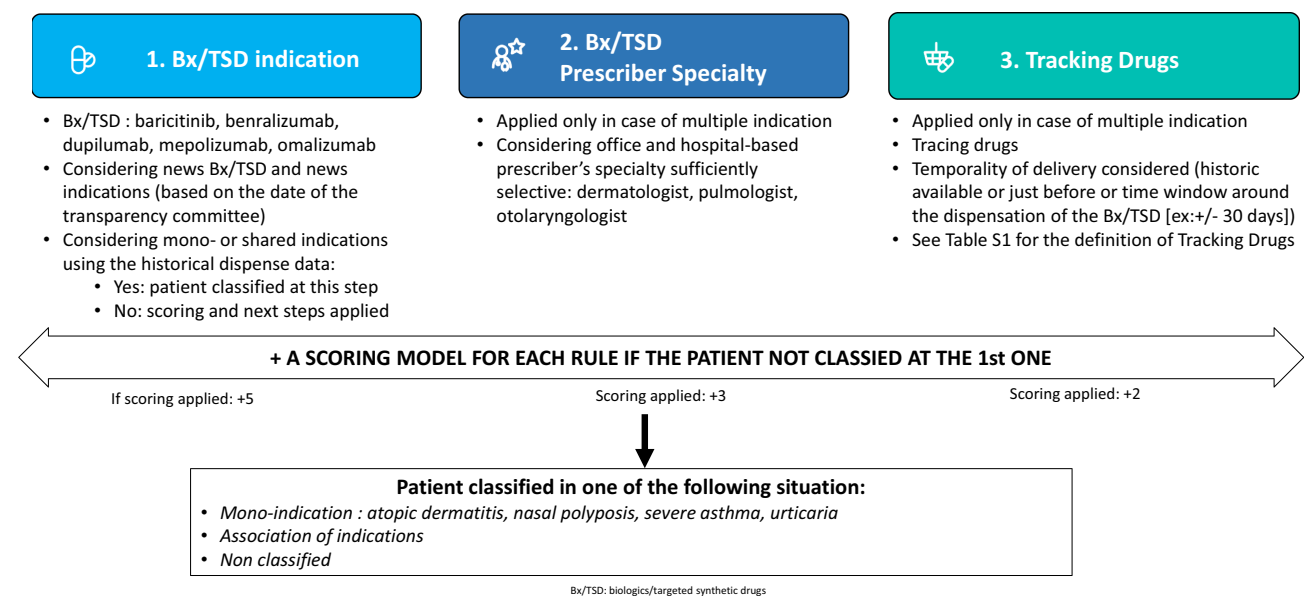 1. Bx/TSD indication
• Bx/TSD : baricitinib, benralizumab,
dupilumab, mepolizumab, omalizumab
• Considering news Bx/TSD and news
indications (based on the date of the
transparency committee)
• Considering mono- or shared indications
using the historical dispense data:
• Yes: patient classified at this step
• No: scoring and next steps applied
2. Bx/TSD
Prescriber Specialty
• Applied only in case of multiple indication
• Considering office and hospital-based
prescriber's specialty sufficiently
selective: dermatologist, pulmologist,
otolaryngologist
3. Tracking Drugs
• Applied only in case of multiple indication
• Tracing drugs
• Temporality of delivery considered (historic
available or just before or time window around
the dispensation of the Bx/TSD [ex:+/- 30 days])
• See Table S1 for the definition of Tracking Drugs
+ A SCORING MODEL FOR EACH RULE IF THE PATIENT NOT CLASSIED AT THE 1st ONE
If scoring applied: +5
Scoring applied: +3
Scoring applied: +2
Patient classified in one of the following situation:
• Mono-indication : atopic dermatitis, nasal polyposis, severe asthma, urticaria
• Association of indications
• Non classified
Bx/TSD: biologics/targeted synthetic drugs